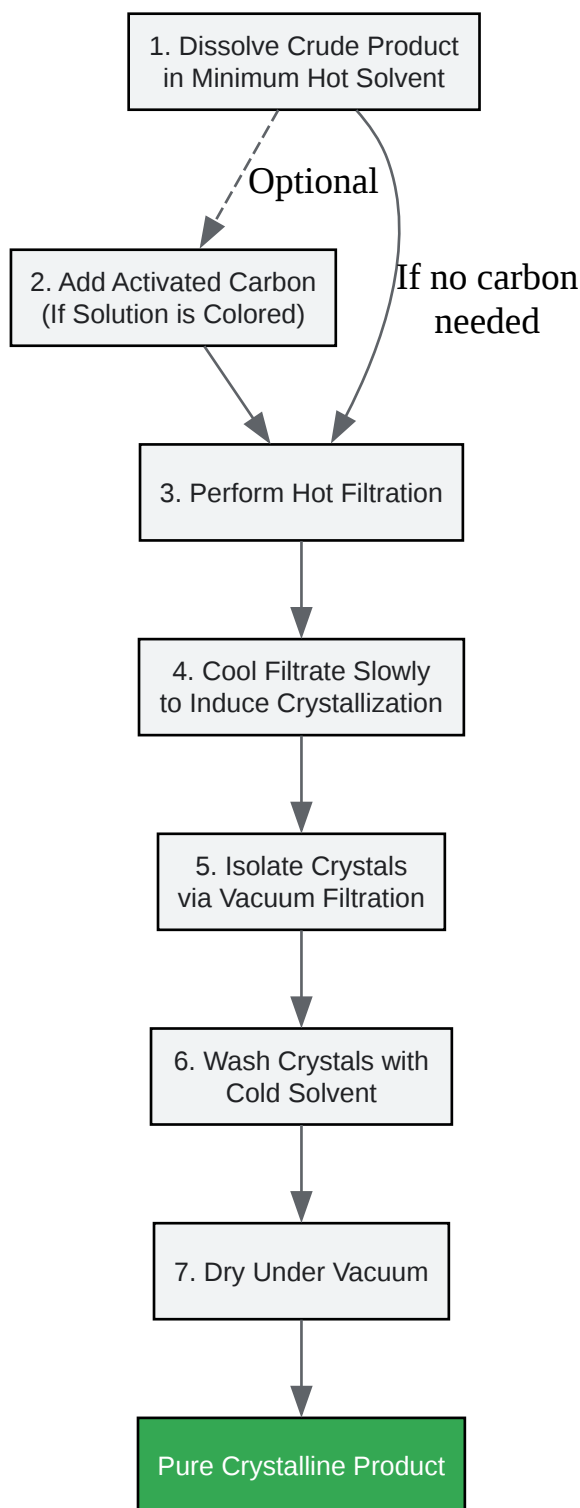 1. Dissolve Crude Product
in Minimum Hot Solvent
Optional
2. Add Activated Carbon
(If Solution is Colored)
If no carbon
needed
3. Perform Hot Filtration
4. Cool Filtrate Slowly
to Induce Crystallization
5. Isolate Crystals
via Vacuum Filtration
6. Wash Crystals with
Cold Solvent
7. Dry Under Vacuum
Pure Crystalline Product